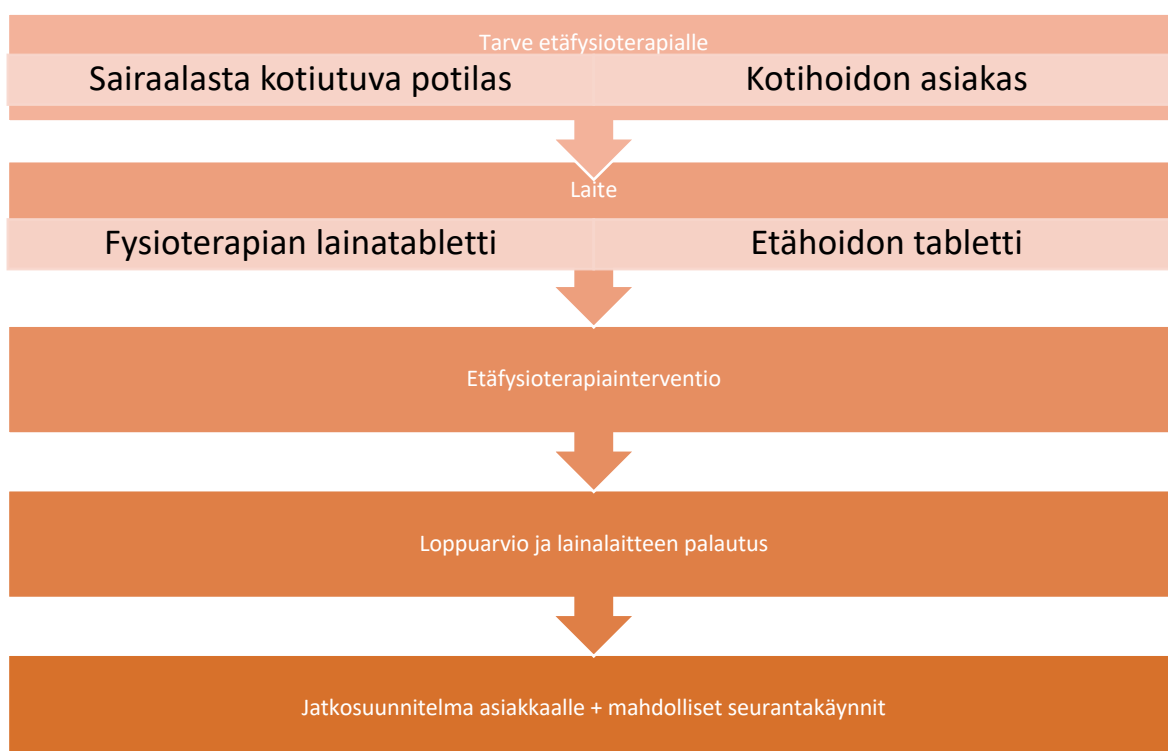 Tarve etäfysioterapialle
Sairaalasta kotiutuva potilas
Kotihoidon asiakas
Laite
Fysioterapian lainatabletti
Etähoidon tabletti
Etäfysioterapiainterventio
Loppuarvio ja lainalaitteen palautus
Jatkosuunnitelma asiakkaalle + mahdolliset seurantakäynnit